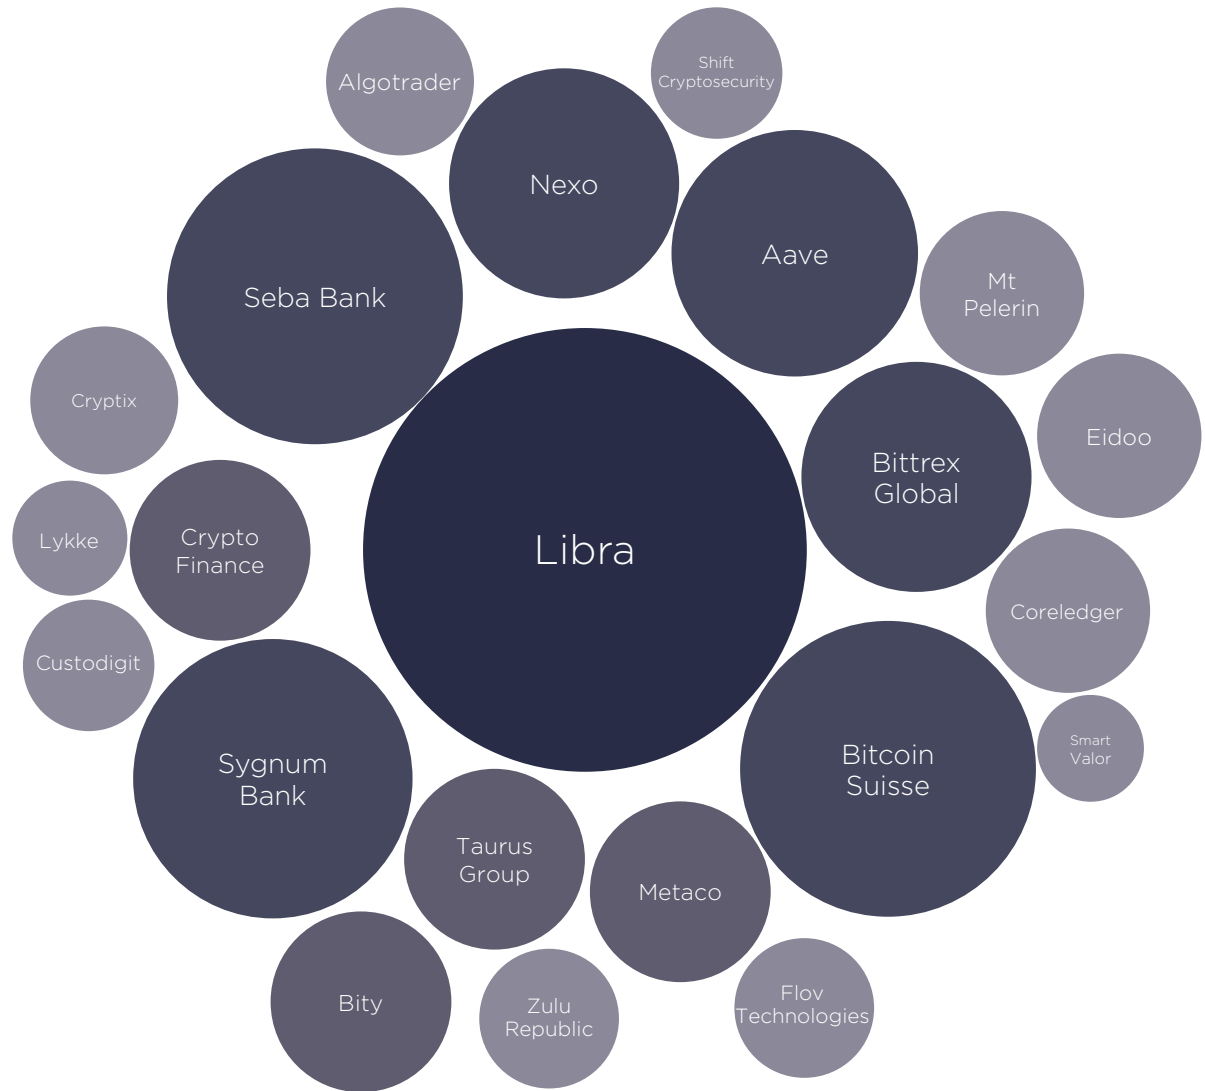 Algotrader
Shift
Cryptosecurity
Nexo
Aave
Seba Bank
Mt
Pelerin
Cryptix
Eidoo
Bittrex
Global
Lykke
Crypto
Finance
Libra
Coreledger
Custodigit
Sygnum
Bank
Bitcoin
Suisse
Smart
Valor
Taurus
Group
Metaco
Bity
Zulu
Republic
Flov
Technologies